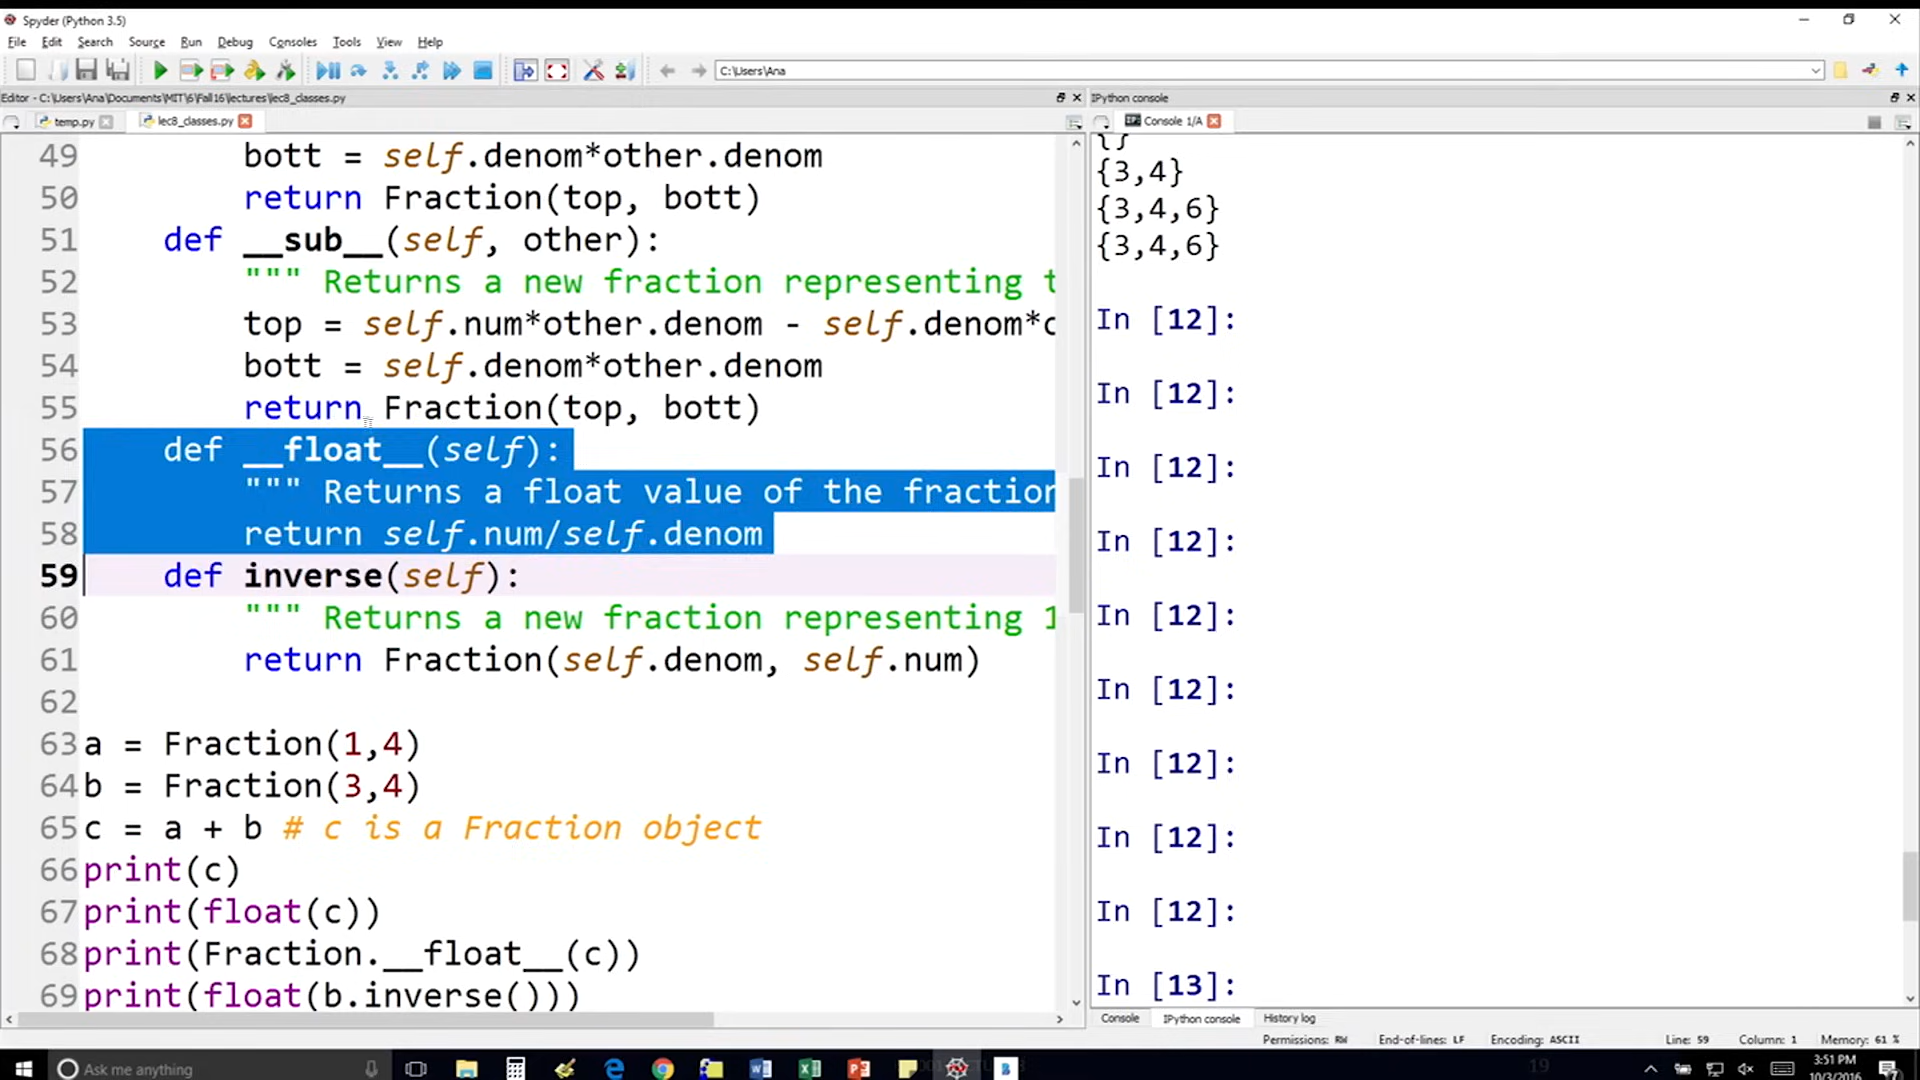 Spyder (Python 3.5)
File Edit Search Source Run Debug Consoles Tools View Help
C:\Users\Ana
Editor - C:\Users\Ana\Documents\MIT\6\Fall16\lectures\lec8_classes.py
IPython console
temp.py lec8_classes.py
Console 1/A
49 bott = self.denom*other.denom
50 return Fraction(top, bott)
51 def __sub__(self, other):
52 """ Returns a new fraction representing t
53 top = self.num*other.denom - self.denom*o
54 bott = self.denom*other.denom
55 return Fraction(top, bott)
56 def __float__(self):
57 """ Returns a float value of the fraction
58 return self.num/self.denom
59 def inverse(self):
60 """ Returns a new fraction representing 1
61 return Fraction(self.denom, self.num)
62
63 a = Fraction(1,4)
64 b = Fraction(3,4)
65 c = a + b # c is a Fraction object
66 print(c)
67 print(float(c))
68 print(Fraction.__float__(c))
69 print(float(b.inverse()))
{}
{3,4}
{3,4,6}
{3,4,6}
In [12]:
In [12]:
In [12]:
In [12]:
In [12]:
In [12]:
In [12]:
In [12]:
In [12]:
In [13]:
Console IPython console History log
Permissions: RW End-of-lines: LF Encoding: ASCII Line: 59 Column: 1 Memory: 61 %
Ask me anything
19
3:51 PM
10/3/2016